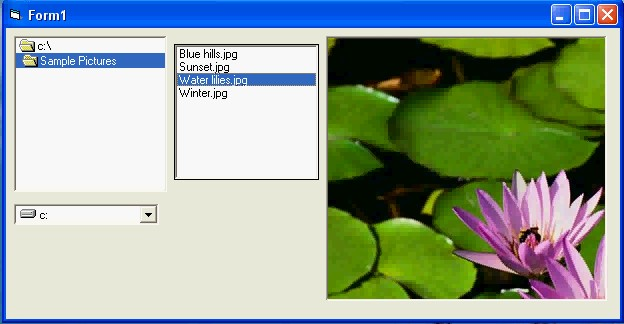 Form1
c:\
Sample Pictures
c:
Blue hills.jpg
Sunset.jpg
Water lilies.jpg
Winter.jpg